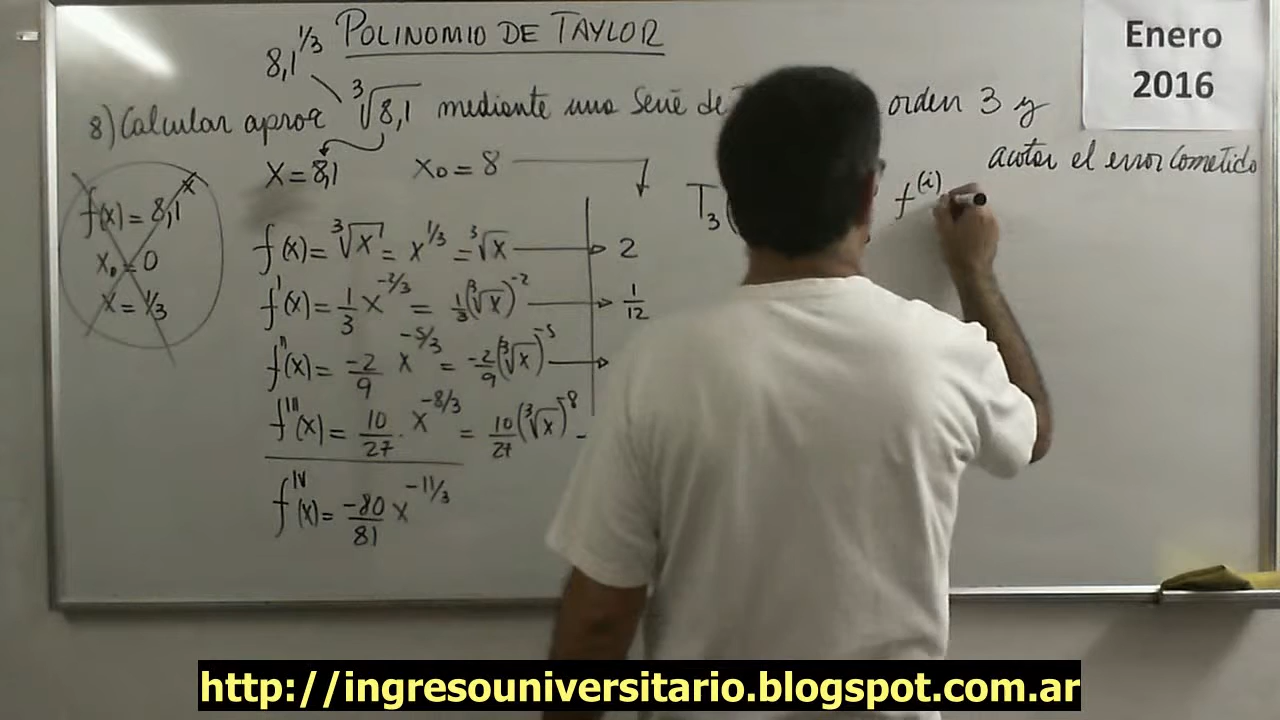 POLINOMIO DE TAYLOR
8,1^{1/3}
8) Calcular aprox ∛8,1 mediante una serie de orden 3 y
acotar el error cometido
x = 8,1 x₀ = 8
f(x) = 8,1^x
x₀ = 0
x = 1/3
f(x) = ∛x = x^{1/3} = ∛x → 2
f'(x) = 1/3 x^{-2/3} = 1/3 (∛x)^{-2} → 1/12
f''(x) = -2/9 x^{-5/3} = -2/9 (∛x)^{-5} →
f'''(x) = 10/27 · x^{-8/3} = 10/27 (∛x)^{-8} -
f^{IV}(x) = -80/81 x^{-11/3}
T₃( f^{(i)}
Enero
2016
http://ingresouniversitario.blogspot.com.ar